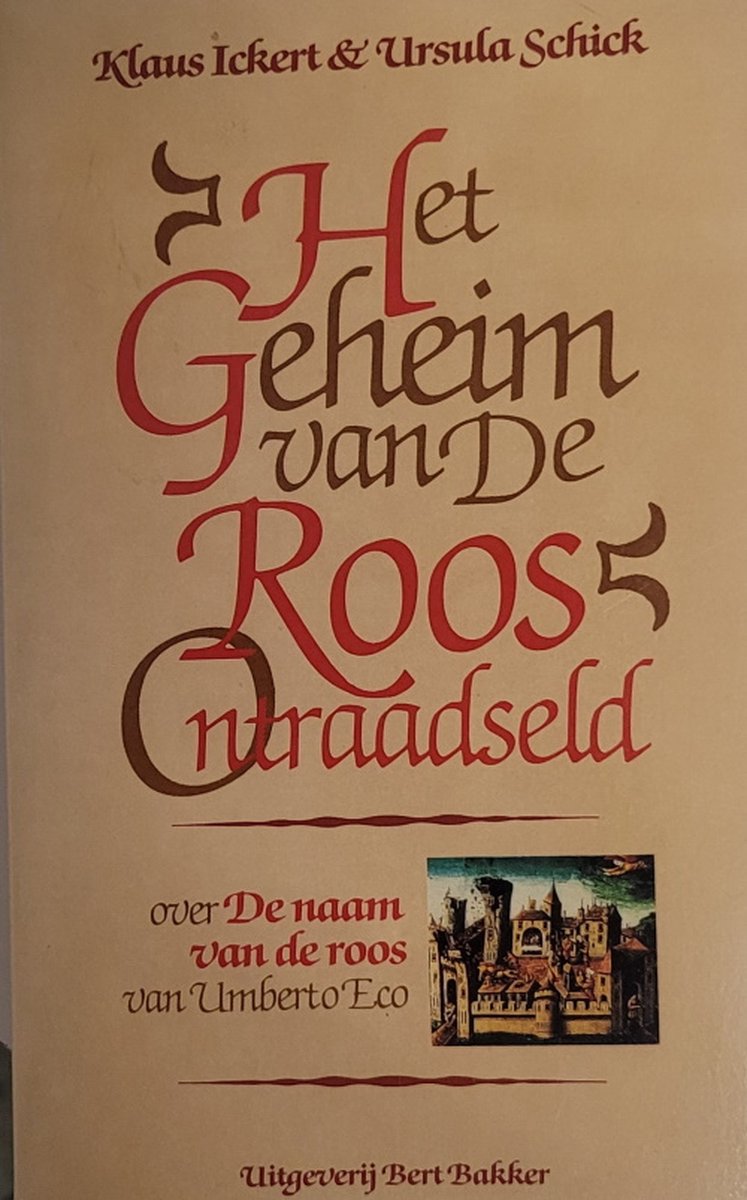 Klaus Ickert & Ursula Schick
Het
Geheim
van De
Roos
Ontraadseld
over De naam
van de roos
van Umberto Eco
Uitgeverij Bert Bakker